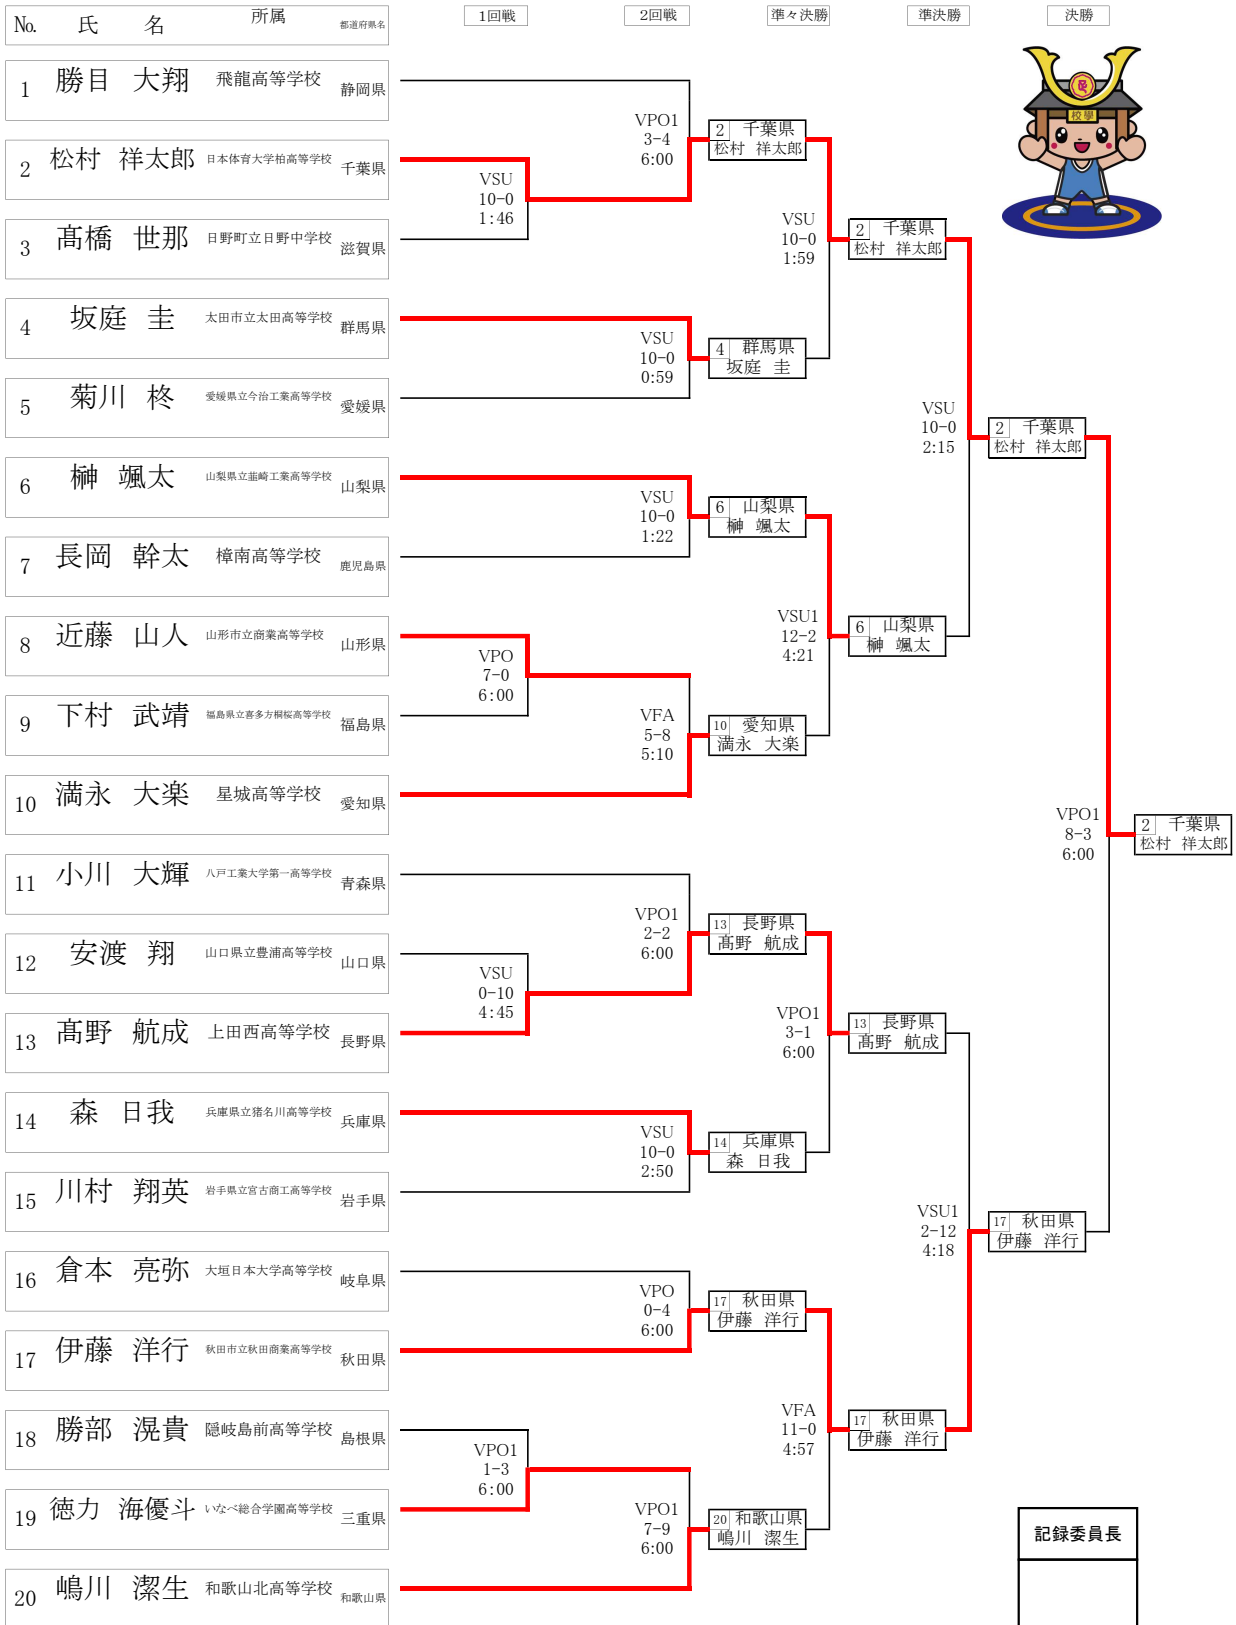 No. 氏 名 所属 都道府県名 1回戦 2回戦 準々決勝 準決勝 決勝
1 勝目 大翔 飛龍高等学校 静岡県
校學
VPO1
3-4
6:00
2 千葉県
松村 祥太郎
2 松村 祥太郎 日本体育大学柏高等学校 千葉県
VSU
10-0
1:46
3 髙橋 世那 日野町立日野中学校 滋賀県
VSU
10-0
1:59
2 千葉県
松村 祥太郎
4 坂庭 圭 太田市立太田高等学校 群馬県
VSU
10-0
0:59
4 群馬県
坂庭 圭
5 菊川 柊 愛媛県立今治工業高等学校 愛媛県
VSU
10-0
2:15
2 千葉県
松村 祥太郎
6 榊 颯太 山梨県立韮崎工業高等学校 山梨県
VSU
10-0
1:22
6 山梨県
榊 颯太
7 長岡 幹太 樟南高等学校 鹿児島県
VSU1
12-2
4:21
6 山梨県
榊 颯太
8 近藤 山人 山形市立商業高等学校 山形県
VPO
7-0
6:00
9 下村 武靖 福島県立喜多方桐桜高等学校 福島県
VFA
5-8
5:10
10 愛知県
満永 大楽
10 満永 大楽 星城高等学校 愛知県
VPO1
8-3
6:00
2 千葉県
松村 祥太郎
11 小川 大輝 八戸工業大学第一高等学校 青森県
VPO1
2-2
6:00
13 長野県
髙野 航成
12 安渡 翔 山口県立豊浦高等学校 山口県
VSU
0-10
4:45
13 髙野 航成 上田西高等学校 長野県
VPO1
3-1
6:00
13 長野県
髙野 航成
14 森 日我 兵庫県立猪名川高等学校 兵庫県
VSU
10-0
2:50
14 兵庫県
森 日我
15 川村 翔英 岩手県立宮古商工高等学校 岩手県
VSU1
2-12
4:18
17 秋田県
伊藤 洋行
16 倉本 亮弥 大垣日本大学高等学校 岐阜県
VPO
0-4
6:00
17 秋田県
伊藤 洋行
17 伊藤 洋行 秋田市立秋田商業高等学校 秋田県
VFA
11-0
4:57
17 秋田県
伊藤 洋行
18 勝部 滉貴 隠岐島前高等学校 島根県
VPO1
1-3
6:00
19 徳力 海優斗 いなべ総合学園高等学校 三重県
VPO1
7-9
6:00
20 和歌山県
嶋川 潔生
記録委員長
20 嶋川 潔生 和歌山北高等学校 和歌山県